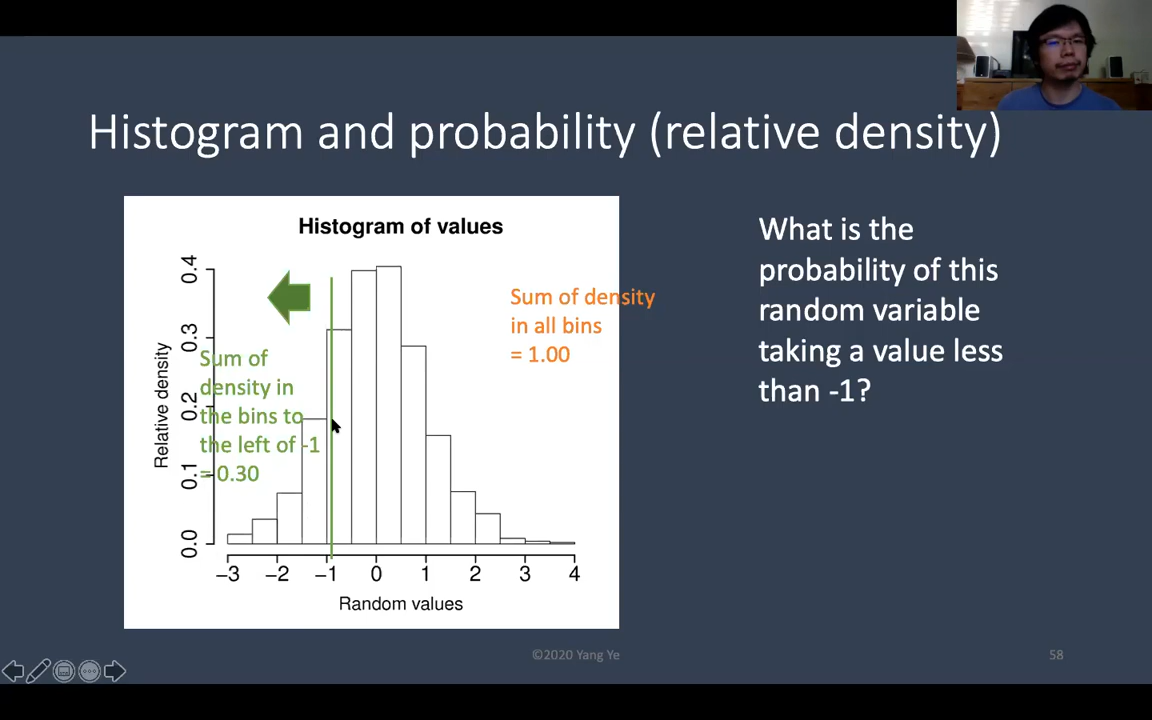 Histogram and probability (relative density)
Histogram of values
Relative density
0.0
0.1
0.2
0.3
0.4
Sum of
density in
the bins to
the left of -1
= 0.30
Sum of density
in all bins
= 1.00
−3 −2 −1 0 1 2 3 4
Random values
What is the
probability of this
random variable
taking a value less
than -1?
©2020 Yang Ye
58